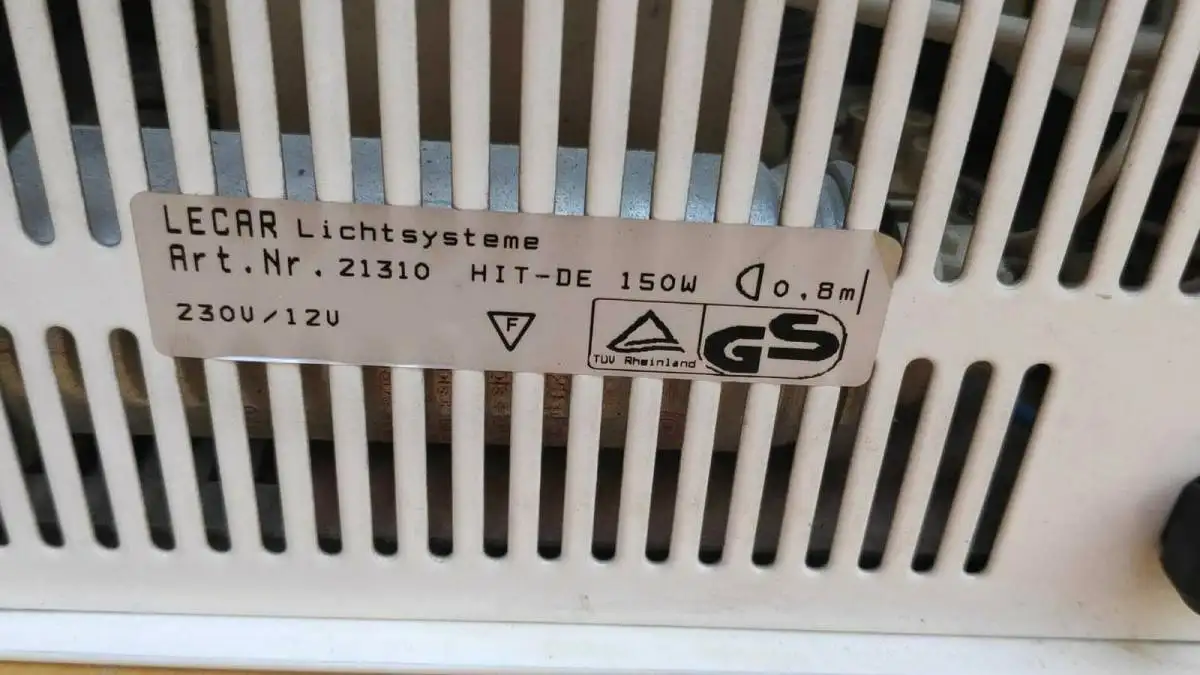 LECAR Lichtsysteme
Art.Nr. 21310 HIT-DE 150W 0,8m
230V/12V
F
TÜV Rheinland
GS